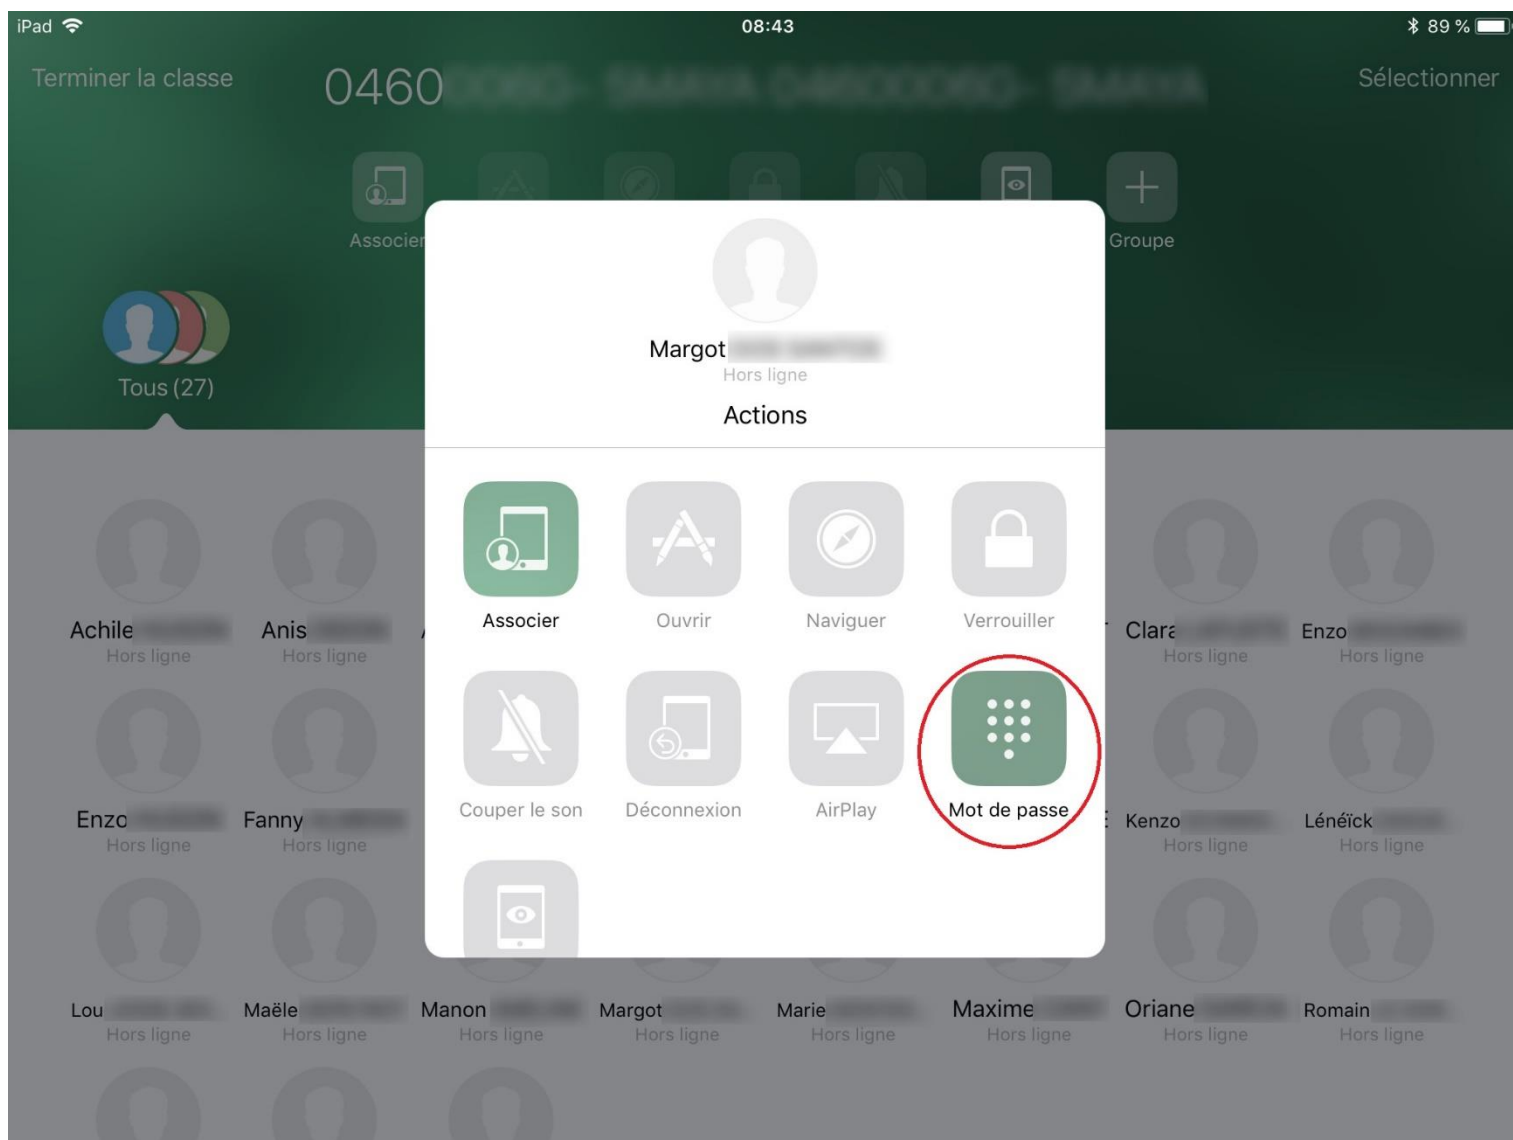 iPad 08:43 89 %
Terminer la classe 0460 Sélectionner
Associer Groupe
Tous (27)
Margot
Hors ligne
Actions
Associer Ouvrir Naviguer Verrouiller
Couper le son Déconnexion AirPlay Mot de passe
Achile Anis Clara Enzo
Hors ligne Hors ligne Hors ligne Hors ligne
Enzo Fanny Kenzo Lénéïck
Hors ligne Hors ligne Hors ligne Hors ligne
Lou Maële Manon Margot Marie Maxime Oriane Romain
Hors ligne Hors ligne Hors ligne Hors ligne Hors ligne Hors ligne Hors ligne Hors ligne